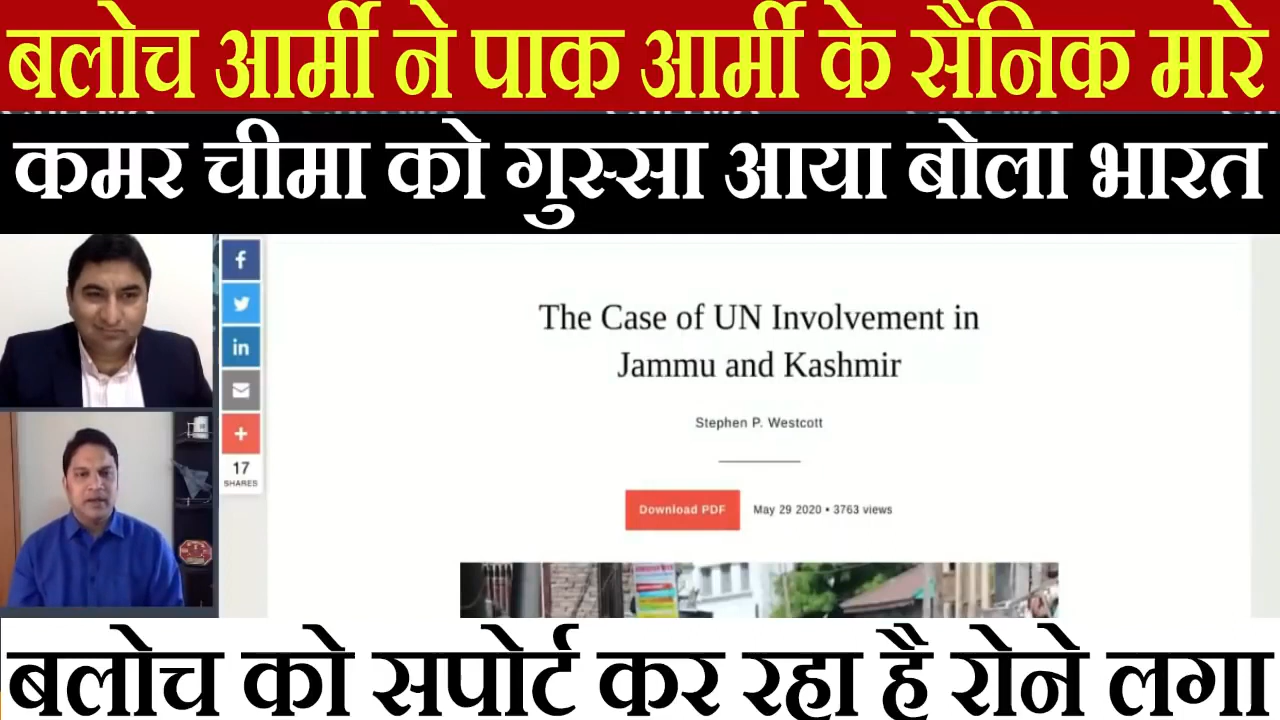 बलोच आर्मी ने पाक आर्मी के सैनिक मारे
कमर चीमा को गुस्सा आया बोला भारत
The Case of UN Involvement in
Jammu and Kashmir
Stephen P. Westcott
Download PDF May 29 2020 • 3763 views
17
SHARES
बलोच को सपोर्ट कर रहा है रोने लगा